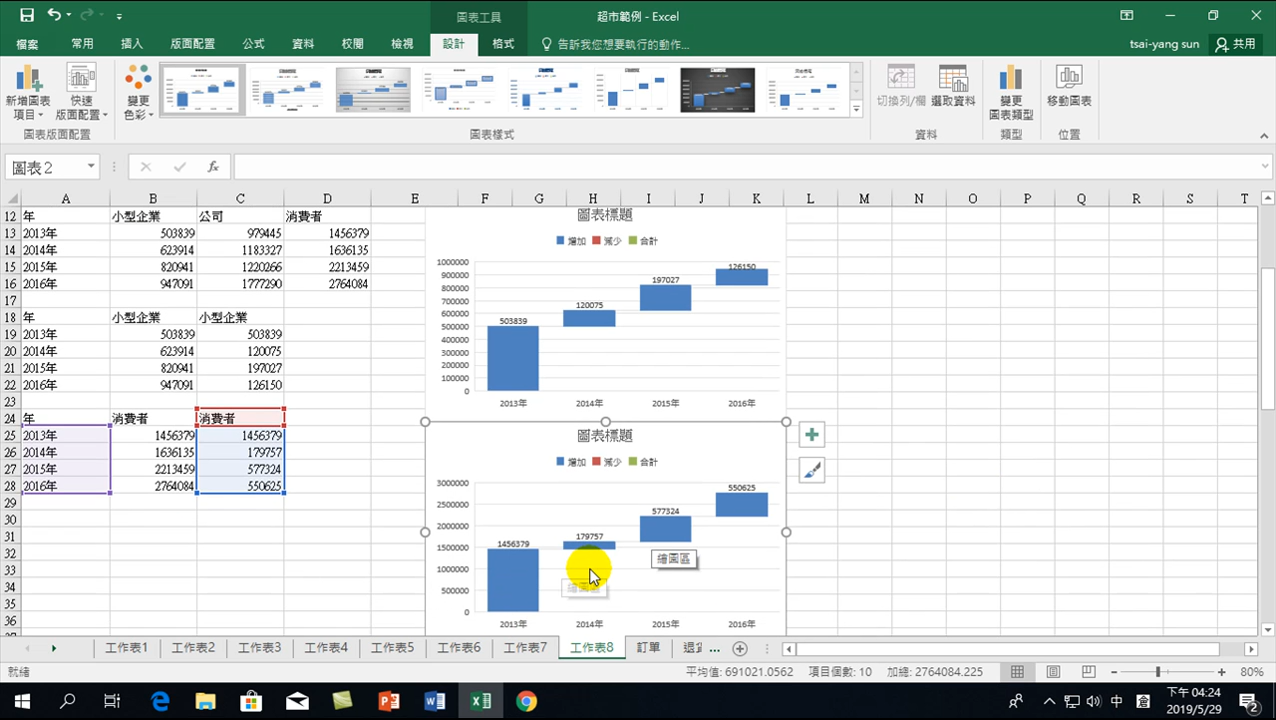 圖表工具
超市範例 - Excel
檔案 常用 插入 版面配置 公式 資料 校閱 檢視 設計 格式 告訴我您想要執行的動作... tsai-yang sun 共用
新增圖表項目 快速版面配置 變更色彩 切換列/欄 選取資料 變更圖表類型 移動圖表
圖表版面配置 圖表樣式 資料 類型 位置
圖表2 fx
A B C D E F G H I J K L M N O P Q R S T
12 年 小型企業 公司 消費者
13 2013年 503839 979445 1456379
14 2014年 623914 1183327 1636135
15 2015年 820941 1220266 2213459
16 2016年 947091 1777290 2764084
17
18 年 小型企業 小型企業
19 2013年 503839 503839
20 2014年 623914 120075
21 2015年 820941 197027
22 2016年 947091 126150
23
24 年 消費者 消費者
25 2013年 1456379 1456379
26 2014年 1636135 179757
27 2015年 2213459 577324
28 2016年 2764084 550625
29
30
31
32
33
34
35
36
圖表標題
增加 減少 合計
1000000
900000
800000
700000
600000
500000
400000
300000
200000
100000
0
503839 120075 197027 126150
2013年 2014年 2015年 2016年
圖表標題
增加 減少 合計
3000000
2500000
2000000
1500000
1000000
500000
0
1456379 179757 577324 550625
繪圖區
2013年 2014年 2015年 2016年
工作表1 工作表2 工作表3 工作表4 工作表5 工作表6 工作表7 工作表8 訂單 ...
就緒 平均值: 691021.0562 項目個數: 10 加總: 2764084.225 80%
中
下午 04:24
2019/5/29
2